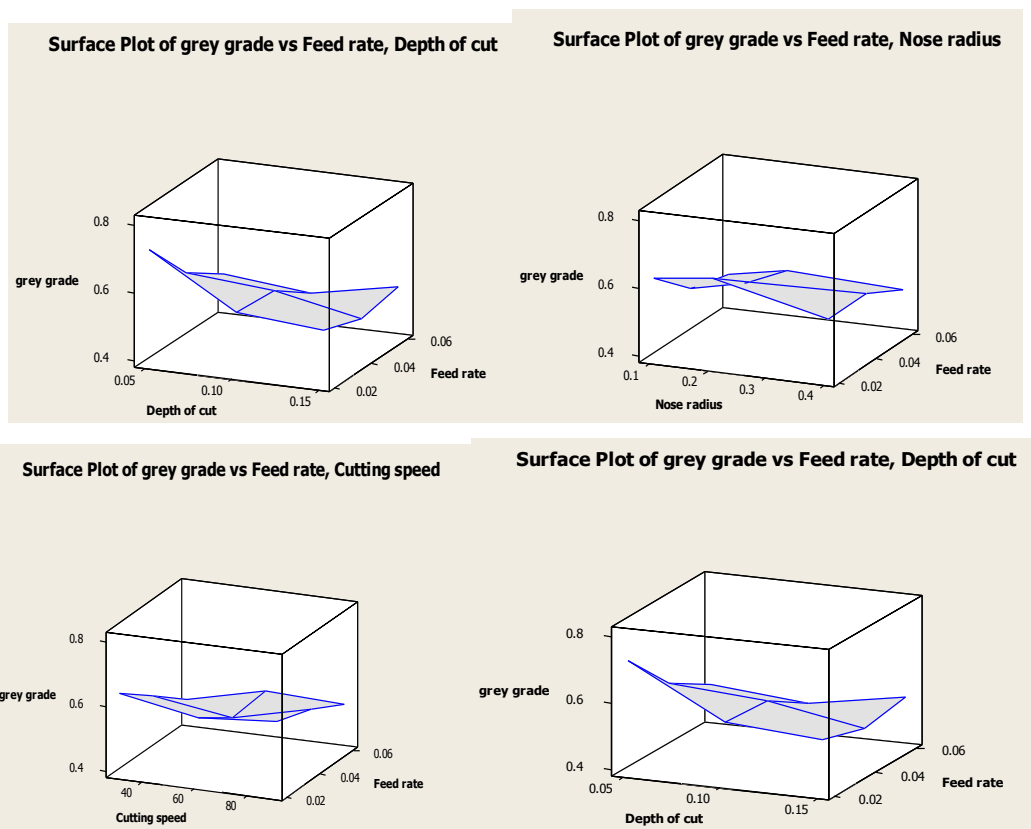 Surface Plot of grey grade vs Feed rate, Depth of cut
0.8
grey grade
0.6
0.4
0.05
0.10
0.15
Depth of cut
0.02
0.04
0.06
Feed rate
Surface Plot of grey grade vs Feed rate, Nose radius
0.8
grey grade
0.6
0.4
0.1
0.2
0.3
0.4
Nose radius
0.02
0.04
0.06
Feed rate
Surface Plot of grey grade vs Feed rate, Cutting speed
0.8
grey grade
0.6
0.4
40
60
80
Cutting speed
0.02
0.04
0.06
Feed rate
Surface Plot of grey grade vs Feed rate, Depth of cut
0.8
grey grade
0.6
0.4
0.05
0.10
0.15
Depth of cut
0.02
0.04
0.06
Feed rate